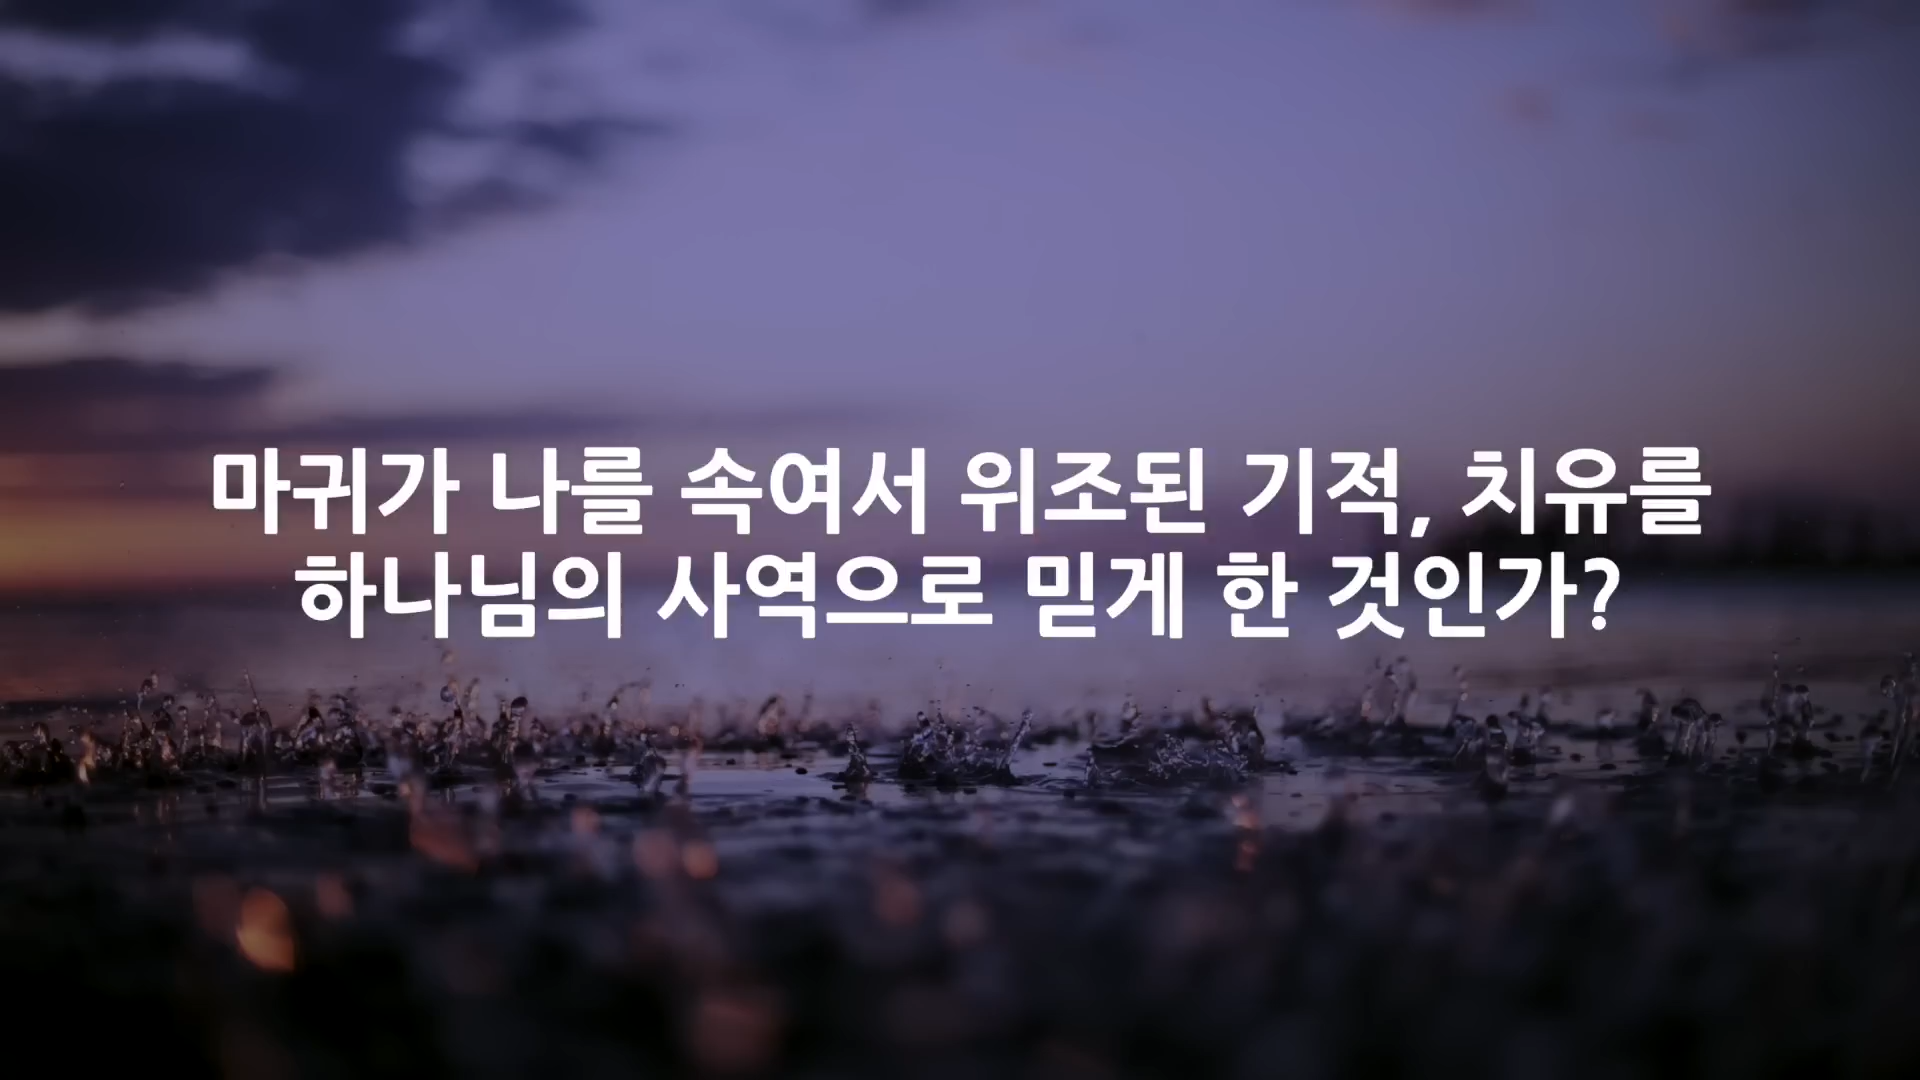 마귀가 나를 속여서 위조된 기적, 치유를
하나님의 사역으로 믿게 한 것인가?